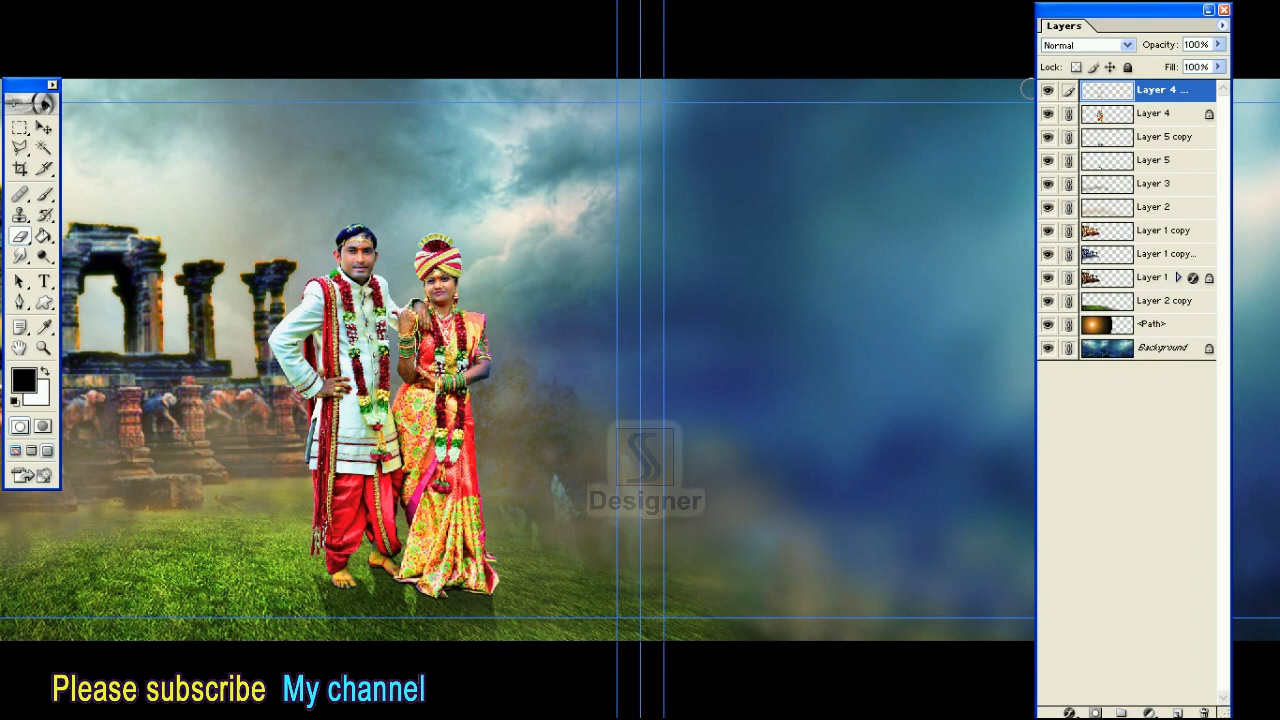 Layers
Normal Opacity: 100%
Lock: Fill: 100%
Layer 4 ...
Layer 4
Layer 5 copy
Layer 5
Layer 3
Layer 2
Layer 1 copy
Layer 1 copy...
Layer 1
Layer 2 copy
<Path>
Background
S
Designer
Please subscribe My channel